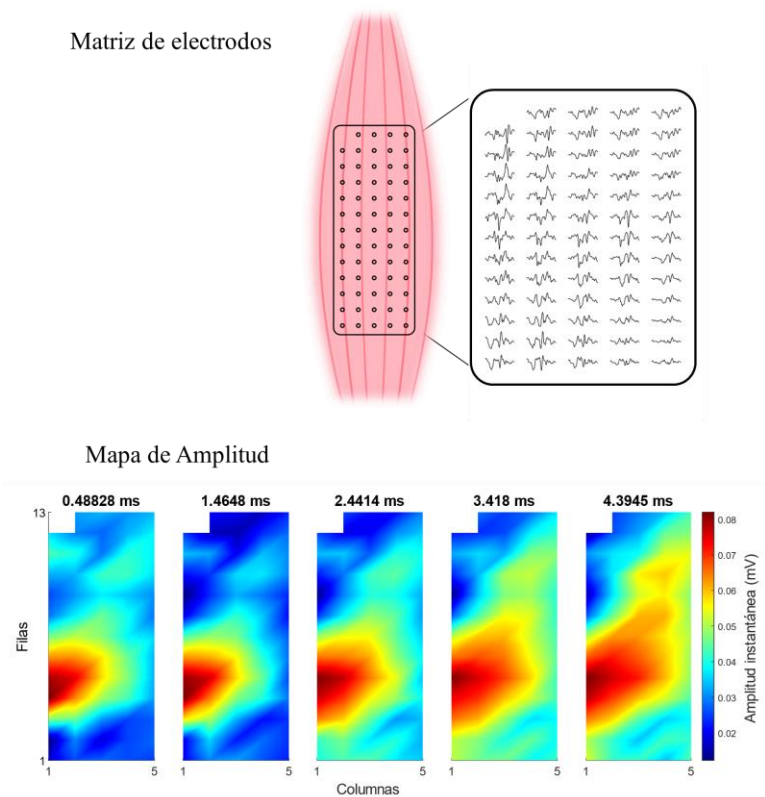 Matriz de electrodos
Mapa de Amplitud
0.48828 ms
1.4648 ms
2.4414 ms
3.418 ms
4.3945 ms
13
Filas
1
1 5
1 5
1 5
1 5
1 5
Columnas
0.08
0.07
0.06
0.05
0.04
0.03
0.02
Amplitud instantánea (mV)